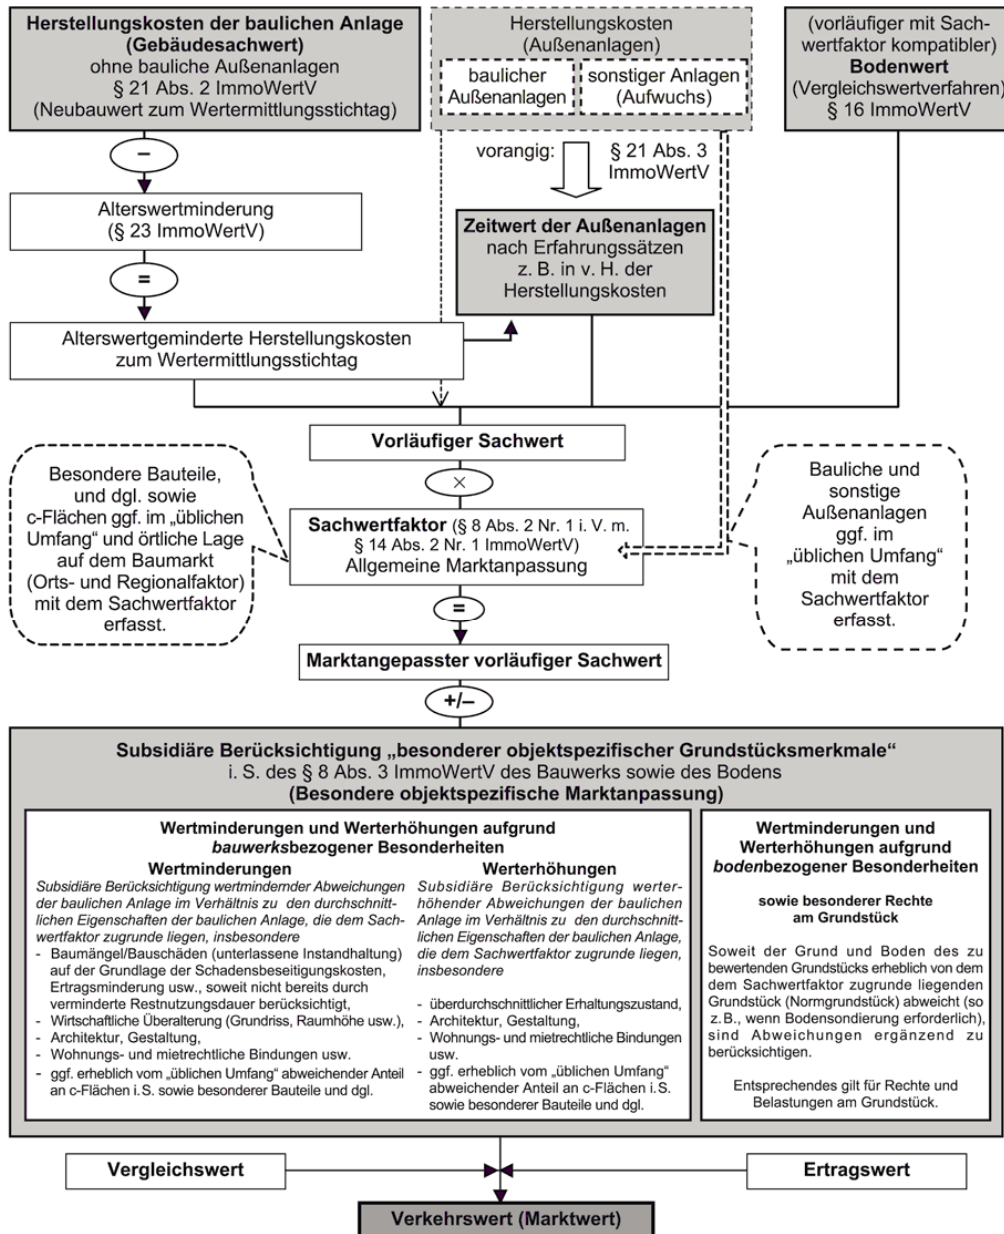 Herstellungskosten der baulichen Anlage
(Gebäudesachwert)
ohne bauliche Außenanlagen
§ 21 Abs. 2 ImmoWertV
(Neubauwert zum Wertermittlungsstichtag)
Herstellungskosten
(Außenanlagen)
baulicher
Außenanlagen
sonstiger Anlagen
(Aufwuchs)
(vorläufiger mit Sach-
wertfaktor kompatibler)
Bodenwert
(Vergleichswertverfahren)
§ 16 ImmoWertV
–
vorangig:
§ 21 Abs. 3
ImmoWertV
Alterswertminderung
(§ 23 ImmoWertV)
Zeitwert der Außenanlagen
nach Erfahrungssätzen
z. B. in v. H. der
Herstellungskosten
=
Alterswertgeminderte Herstellungskosten
zum Wertermittlungsstichtag
Vorläufiger Sachwert
×
Besondere Bauteile,
und dgl. sowie
c-Flächen ggf. im „üblichen
Umfang“ und örtliche Lage
auf dem Baumarkt
(Orts- und Regionalfaktor)
mit dem Sachwertfaktor
erfasst.
Sachwertfaktor (§ 8 Abs. 2 Nr. 1 i. V. m.
§ 14 Abs. 2 Nr. 1 ImmoWertV)
Allgemeine Marktanpassung
Bauliche und
sonstige
Außenanlagen
ggf. im
„üblichen Umfang“
mit dem
Sachwertfaktor
erfasst.
=
Marktangepasster vorläufiger Sachwert
+/–
Subsidiäre Berücksichtigung „besonderer objektspezifischer Grundstücksmerkmale“
i. S. des § 8 Abs. 3 ImmoWertV des Bauwerks sowie des Bodens
(Besondere objektspezifische Marktanpassung)
Wertminderungen und Werterhöhungen aufgrund
bauwerksbezogener Besonderheiten
Wertminderungen
Subsidiäre Berücksichtigung wertmindernder Abweichungen
der baulichen Anlage im Verhältnis zu den durchschnitt-
lichen Eigenschaften der baulichen Anlage, die dem Sach-
wertfaktor zugrunde liegen, insbesondere
- Baumängel/Bauschäden (unterlassene Instandhaltung)
auf der Grundlage der Schadensbeseitigungskosten,
Ertragsminderung usw., soweit nicht bereits durch
verminderte Restnutzungsdauer berücksichtigt,
- Wirtschaftliche Überalterung (Grundriss, Raumhöhe usw.),
- Architektur, Gestaltung,
- Wohnungs- und mietrechtliche Bindungen usw.
- ggf. erheblich vom „üblichen Umfang“ abweichender Anteil
an c-Flächen i. S. sowie besonderer Bauteile und dgl.
Werterhöhungen
Subsidiäre Berücksichtigung werter-
höhender Abweichungen der baulichen
Anlage im Verhältnis zu den durchschnitt-
lichen Eigenschaften der baulichen Anlage,
die dem Sachwertfaktor zugrunde liegen,
insbesondere
- überdurchschnittlicher Erhaltungszustand,
- Architektur, Gestaltung,
- Wohnungs- und mietrechtliche Bindungen
usw.
- ggf. erheblich vom „üblichen Umfang“
abweichender Anteil an c-Flächen i. S.
sowie besonderer Bauteile und dgl.
Wertminderungen und
Werterhöhungen aufgrund
bodenbezogener Besonderheiten
sowie besonderer Rechte
am Grundstück
Soweit der Grund und Boden des zu
bewertenden Grundstücks erheblich von dem
dem Sachwertfaktor zugrunde liegenden
Grundstück (Normgrundstück) abweicht (so
z. B., wenn Bodensondierung erforderlich),
sind Abweichungen ergänzend zu
berücksichtigen.
Entsprechendes gilt für Rechte und
Belastungen am Grundstück.
Vergleichswert
Ertragswert
Verkehrswert (Marktwert)